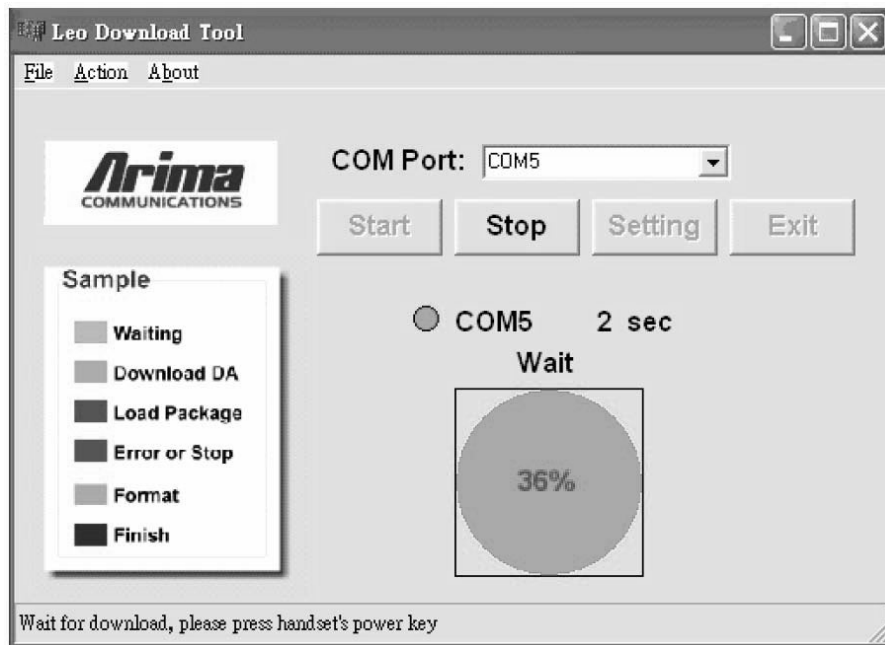 Leo Download Tool
File Action About
Arima
COMMUNICATIONS
COM Port: COM5
Start Stop Setting Exit
Sample
Waiting
Download DA
Load Package
Error or Stop
Format
Finish
COM5 2 sec
Wait
36%
Wait for download, please press handset's power key